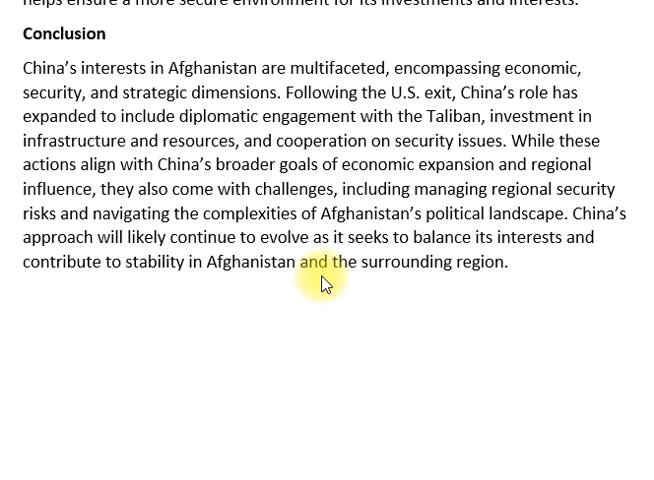 helps ensure a more secure environment for its investments and interests.
Conclusion
China’s interests in Afghanistan are multifaceted, encompassing economic,
security, and strategic dimensions. Following the U.S. exit, China’s role has
expanded to include diplomatic engagement with the Taliban, investment in
infrastructure and resources, and cooperation on security issues. While these
actions align with China’s broader goals of economic expansion and regional
influence, they also come with challenges, including managing regional security
risks and navigating the complexities of Afghanistan’s political landscape. China’s
approach will likely continue to evolve as it seeks to balance its interests and
contribute to stability in Afghanistan and the surrounding region.